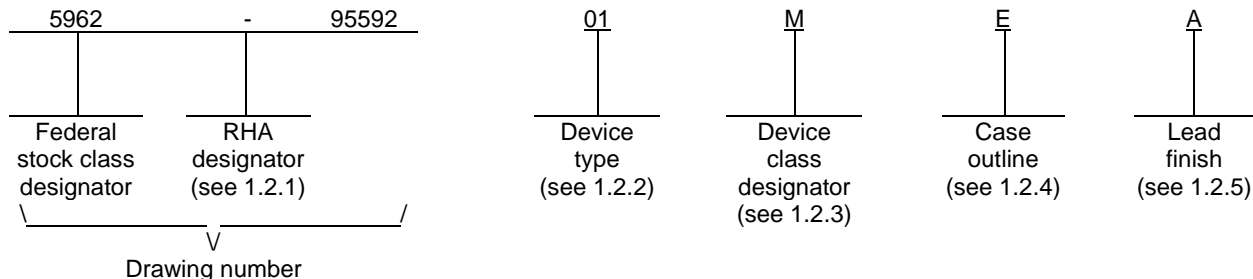 5962 - 95592 01 M E A
Federal stock class designator
RHA designator (see 1.2.1)
Device type (see 1.2.2)
Device class designator (see 1.2.3)
Case outline (see 1.2.4)
Lead finish (see 1.2.5)
Drawing number